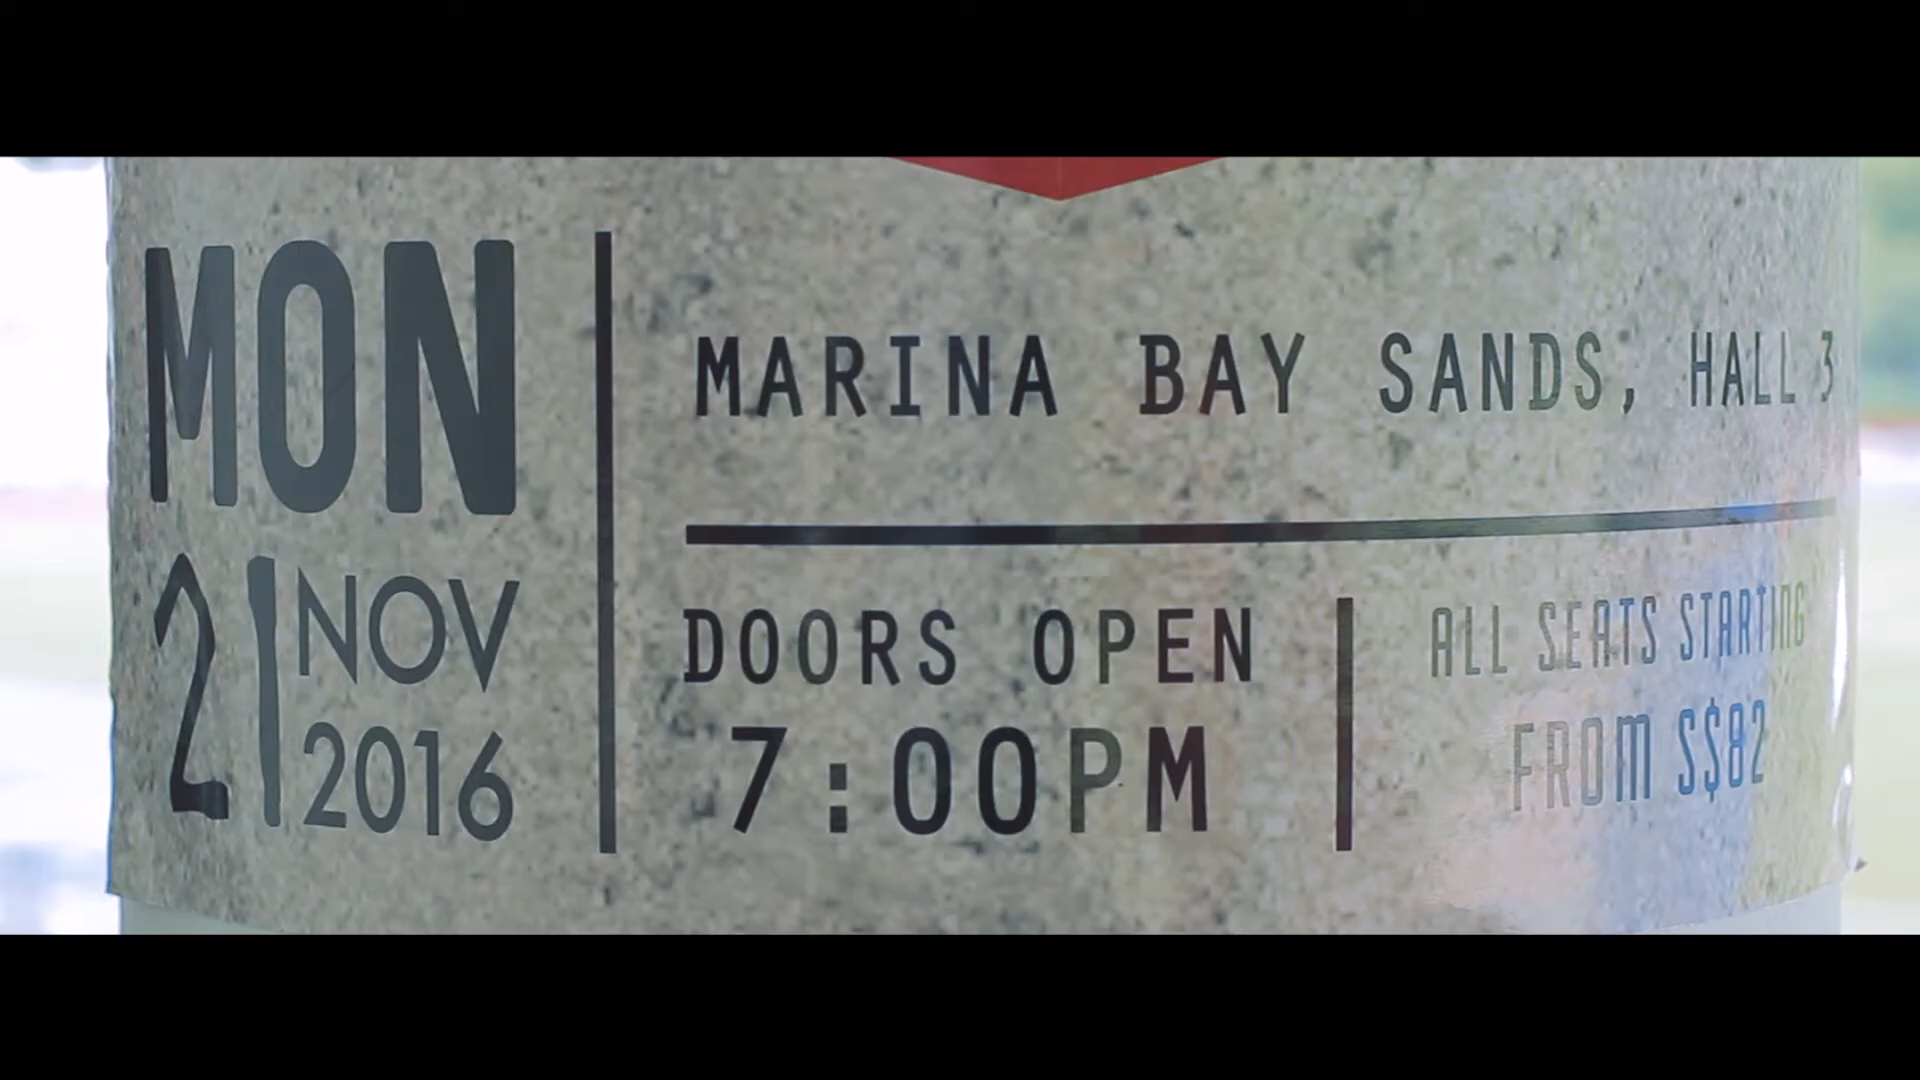 MON
21 NOV
2016
MARINA BAY SANDS, HALL 3
DOORS OPEN
7:00PM
ALL SEATS STARTING
FROM S$82